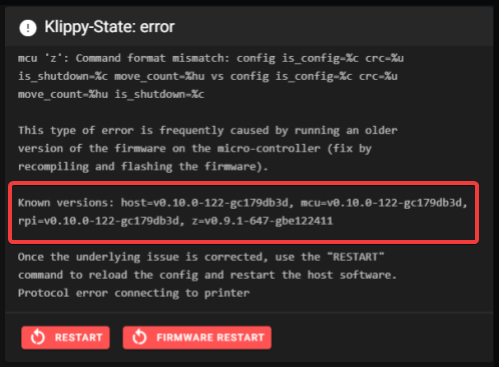 Klippy-State: error
mcu 'z': Command format mismatch: config is_config=%c crc=%u
is_shutdown=%c move_count=%hu vs config is_config=%c crc=%u
move_count=%hu is_shutdown=%c
This type of error is frequently caused by running an older
version of the firmware on the micro-controller (fix by
recompiling and flashing the firmware).
Known versions: host=v0.10.0-122-gc179db3d, mcu=v0.10.0-122-gc179db3d,
rpi=v0.10.0-122-gc179db3d, z=v0.9.1-647-gbe122411
Once the underlying issue is corrected, use the "RESTART"
command to reload the config and restart the host software.
Protocol error connecting to printer
RESTART FIRMWARE RESTART